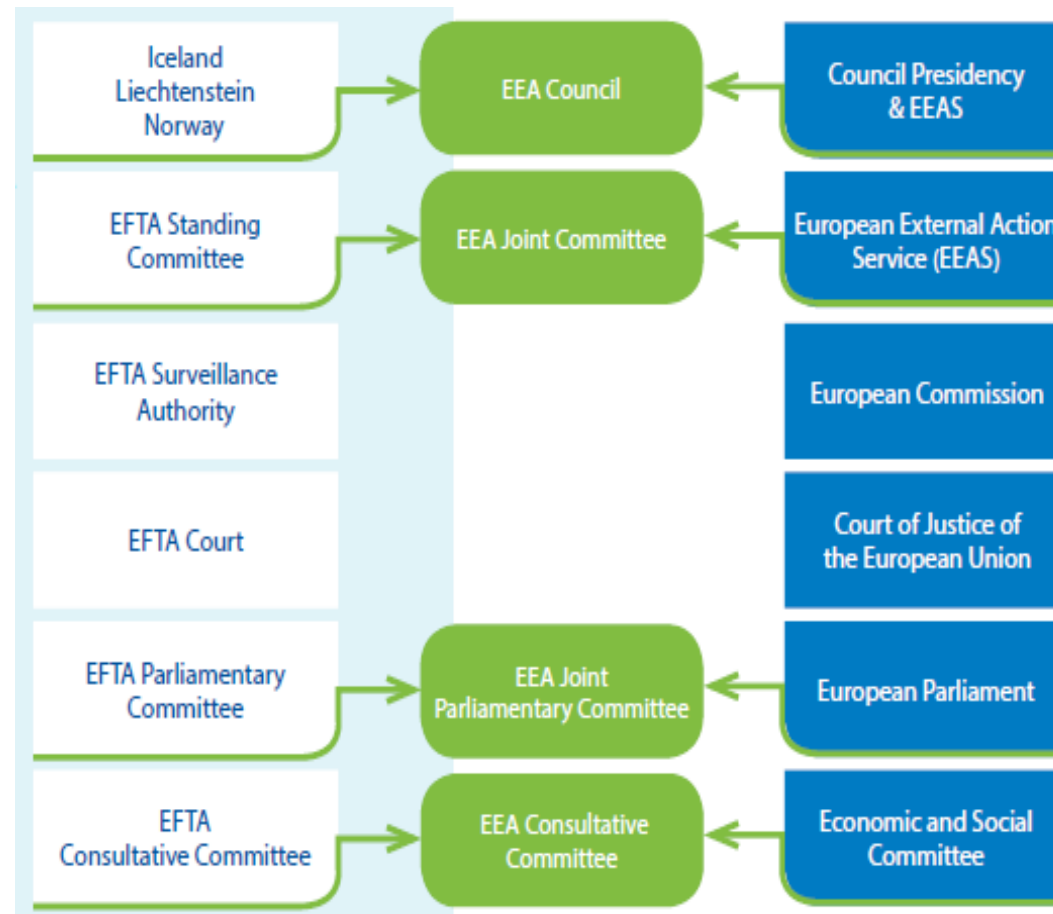 Iceland
Liechtenstein
Norway
EEA Council
Council Presidency
& EEAS
EFTA Standing
Committee
EEA Joint Committee
European External Action
Service (EEAS)
EFTA Surveillance
Authority
European Commission
EFTA Court
Court of Justice of
the European Union
EFTA Parliamentary
Committee
EEA Joint
Parliamentary Committee
European Parliament
EFTA
Consultative Committee
EEA Consultative
Committee
Economic and Social
Committee